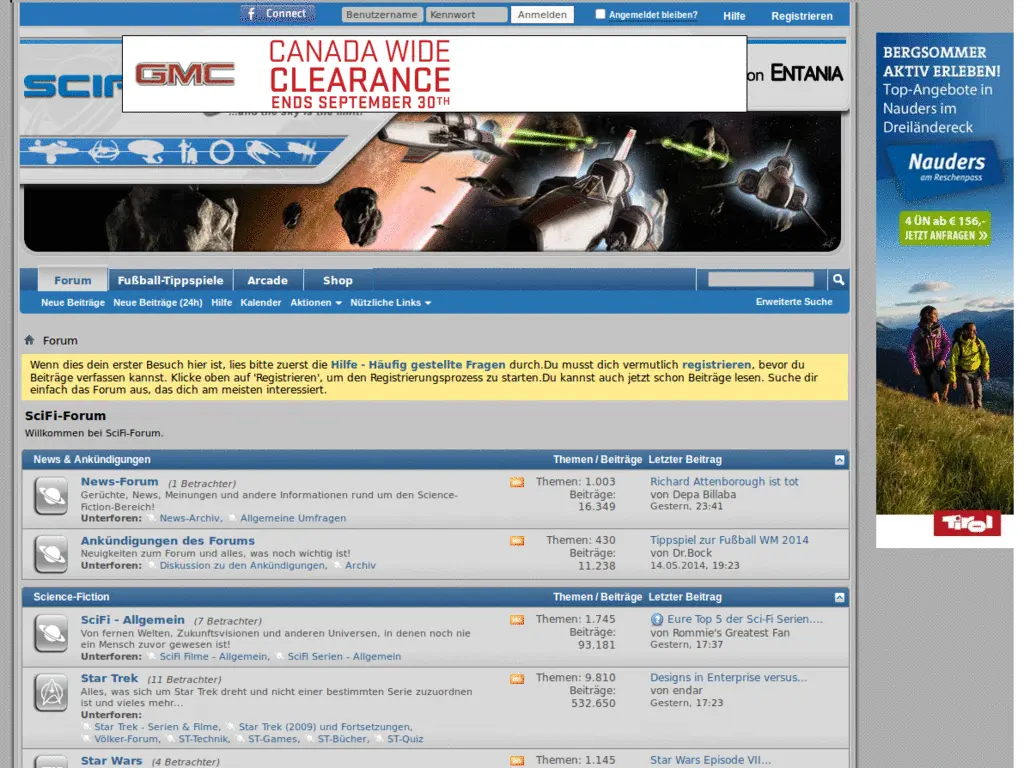 Connect Benutzername Kennwort Anmelden Angemeldet bleiben? Hilfe Registrieren
GMC
CANADA WIDE
CLEARANCE
ENDS SEPTEMBER 30TH
on ENTANIA
...and the sky is the limit!
Forum Fußball-Tippspiele Arcade Shop
Neue Beiträge Neue Beiträge (24h) Hilfe Kalender Aktionen Nützliche Links Erweiterte Suche
Forum
Wenn dies dein erster Besuch hier ist, lies bitte zuerst die Hilfe - Häufig gestellte Fragen durch.Du musst dich vermutlich registrieren, bevor du
Beiträge verfassen kannst. Klicke oben auf 'Registrieren', um den Registrierungsprozess zu starten.Du kannst auch jetzt schon Beiträge lesen. Suche dir
einfach das Forum aus, das dich am meisten interessiert.
SciFi-Forum
Willkommen bei SciFi-Forum.
News & Ankündigungen Themen / Beiträge Letzter Beitrag
News-Forum (1 Betrachter) Themen: 1.003 Richard Attenborough ist tot
Gerüchte, News, Meinungen und andere Informationen rund um den Science- Beiträge: von Depa Billaba
Fiction-Bereich! 16.349 Gestern, 23:41
Unterforen: News-Archiv, Allgemeine Umfragen
Ankündigungen des Forums Themen: 430 Tippspiel zur Fußball WM 2014
Neuigkeiten zum Forum und alles, was noch wichtig ist! Beiträge: von Dr.Bock
Unterforen: Diskussion zu den Ankündigungen, Archiv 11.238 14.05.2014, 19:23
Science-Fiction Themen / Beiträge Letzter Beitrag
SciFi - Allgemein (7 Betrachter) Themen: 1.745 Eure Top 5 der Sci-Fi Serien....
Von fernen Welten, Zukunftsvisionen und anderen Universen, in denen noch nie Beiträge: von Rommie's Greatest Fan
ein Mensch zuvor gewesen ist! 93.181 Gestern, 17:37
Unterforen: SciFi Filme - Allgemein, SciFi Serien - Allgemein
Star Trek (11 Betrachter) Themen: 9.810 Designs in Enterprise versus...
Alles, was sich um Star Trek dreht und nicht einer bestimmten Serie zuzuordnen Beiträge: von endar
ist und vieles mehr... 532.650 Gestern, 17:23
Unterforen:
Star Trek - Serien & Filme, Star Trek (2009) und Fortsetzungen,
Völker-Forum, ST-Technik, ST-Games, ST-Bücher, ST-Quiz
Star Wars (4 Betrachter) Themen: 1.145 Star Wars Episode VII...
BERGSOMMER
AKTIV ERLEBEN!
Top-Angebote in
Nauders im
Dreiländereck
Nauders
am Reschenpass
4 ÜN ab € 156,-
JETZT ANFRAGEN
Tirol